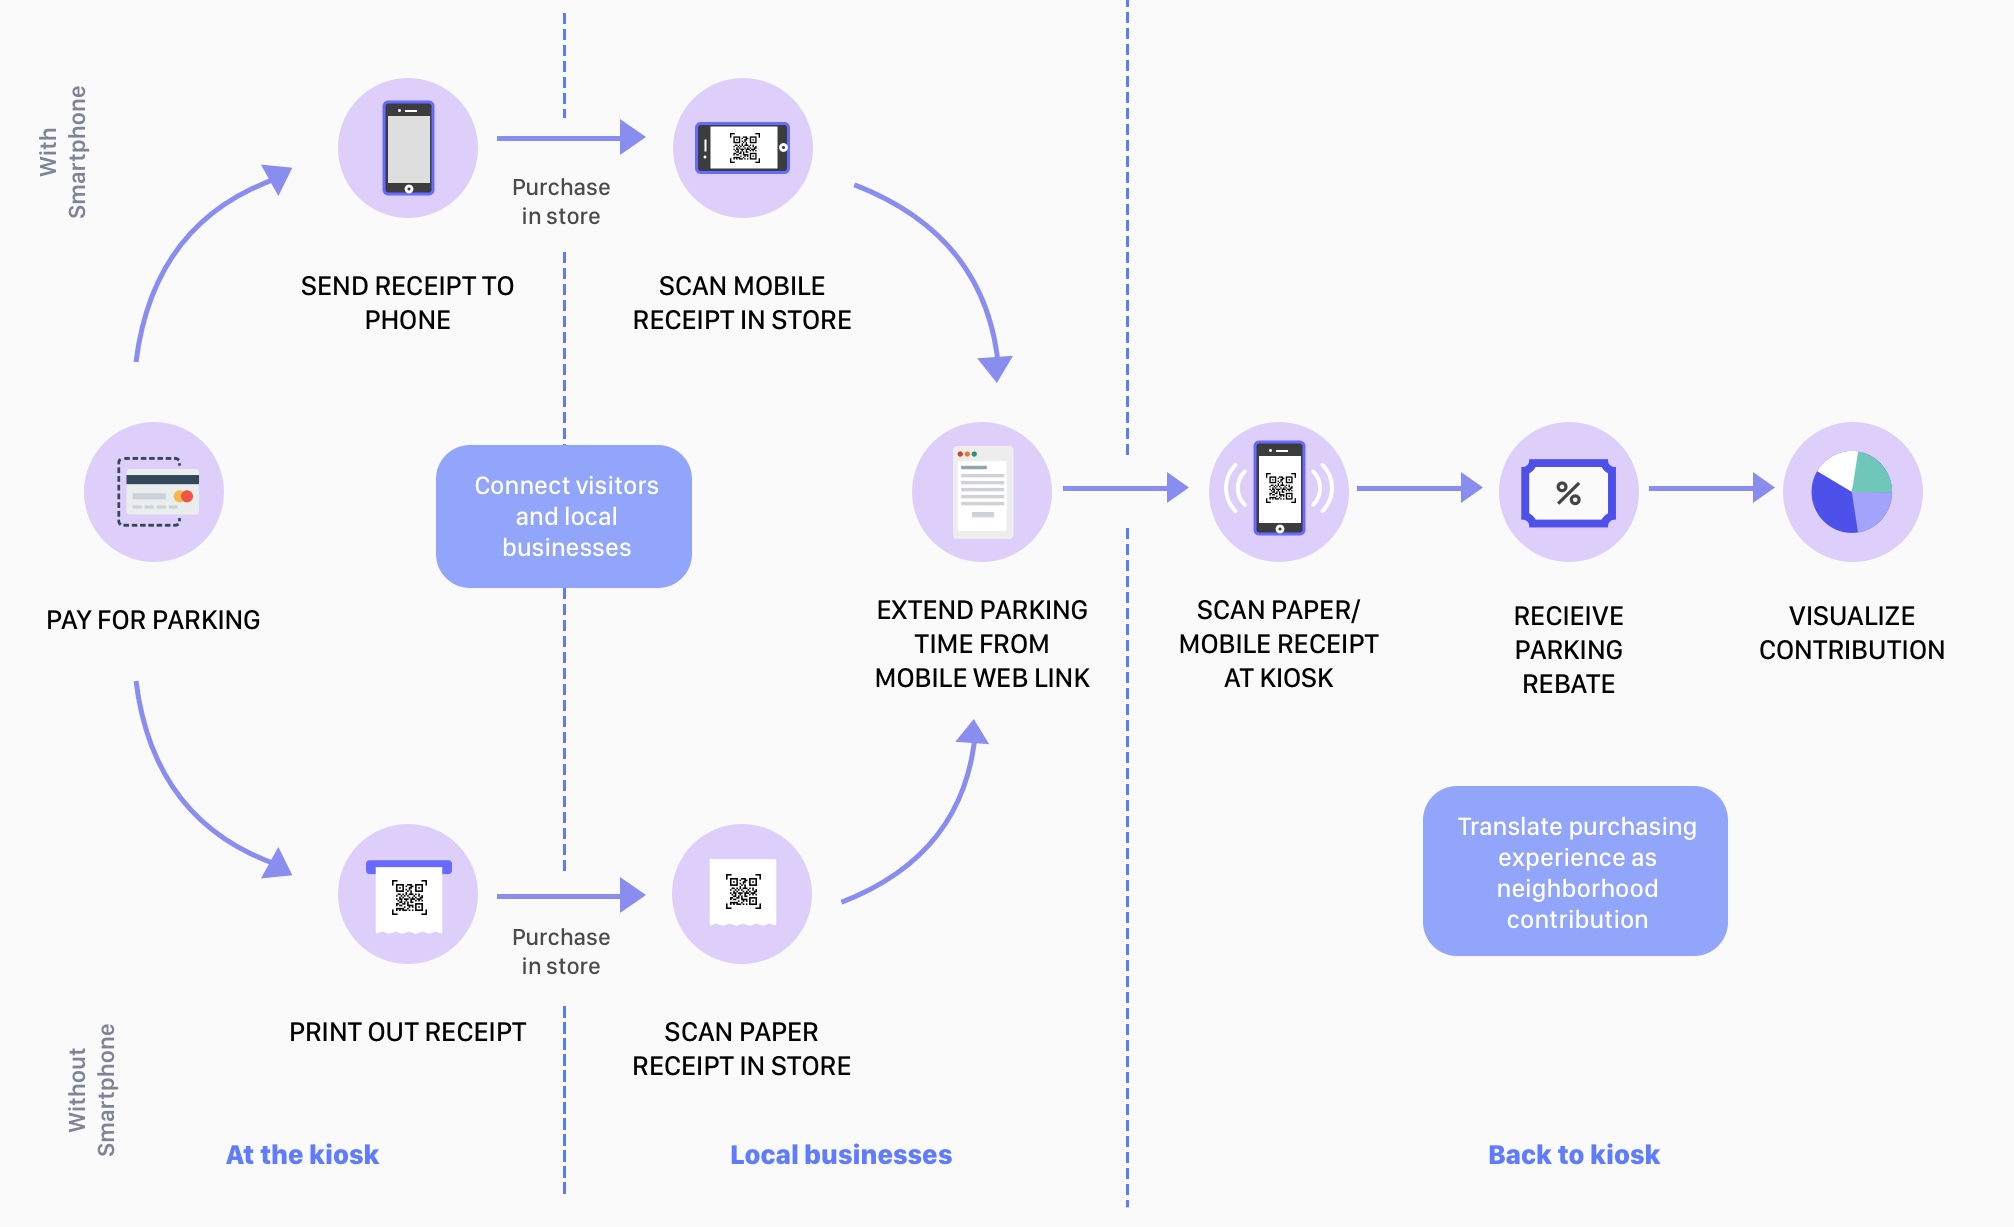 With
Smartphone
Purchase
in store
SEND RECEIPT TO
PHONE
SCAN MOBILE
RECEIPT IN STORE
Connect visitors
and local
businesses
PAY FOR PARKING
EXTEND PARKING
TIME FROM
MOBILE WEB LINK
SCAN PAPER/
MOBILE RECEIPT
AT KIOSK
%
RECIEIVE
PARKING
REBATE
VISUALIZE
CONTRIBUTION
Translate purchasing
experience as
neighborhood
contribution
Purchase
in store
PRINT OUT RECEIPT
SCAN PAPER
RECEIPT IN STORE
Without
Smartphone
At the kiosk
Local businesses
Back to kiosk